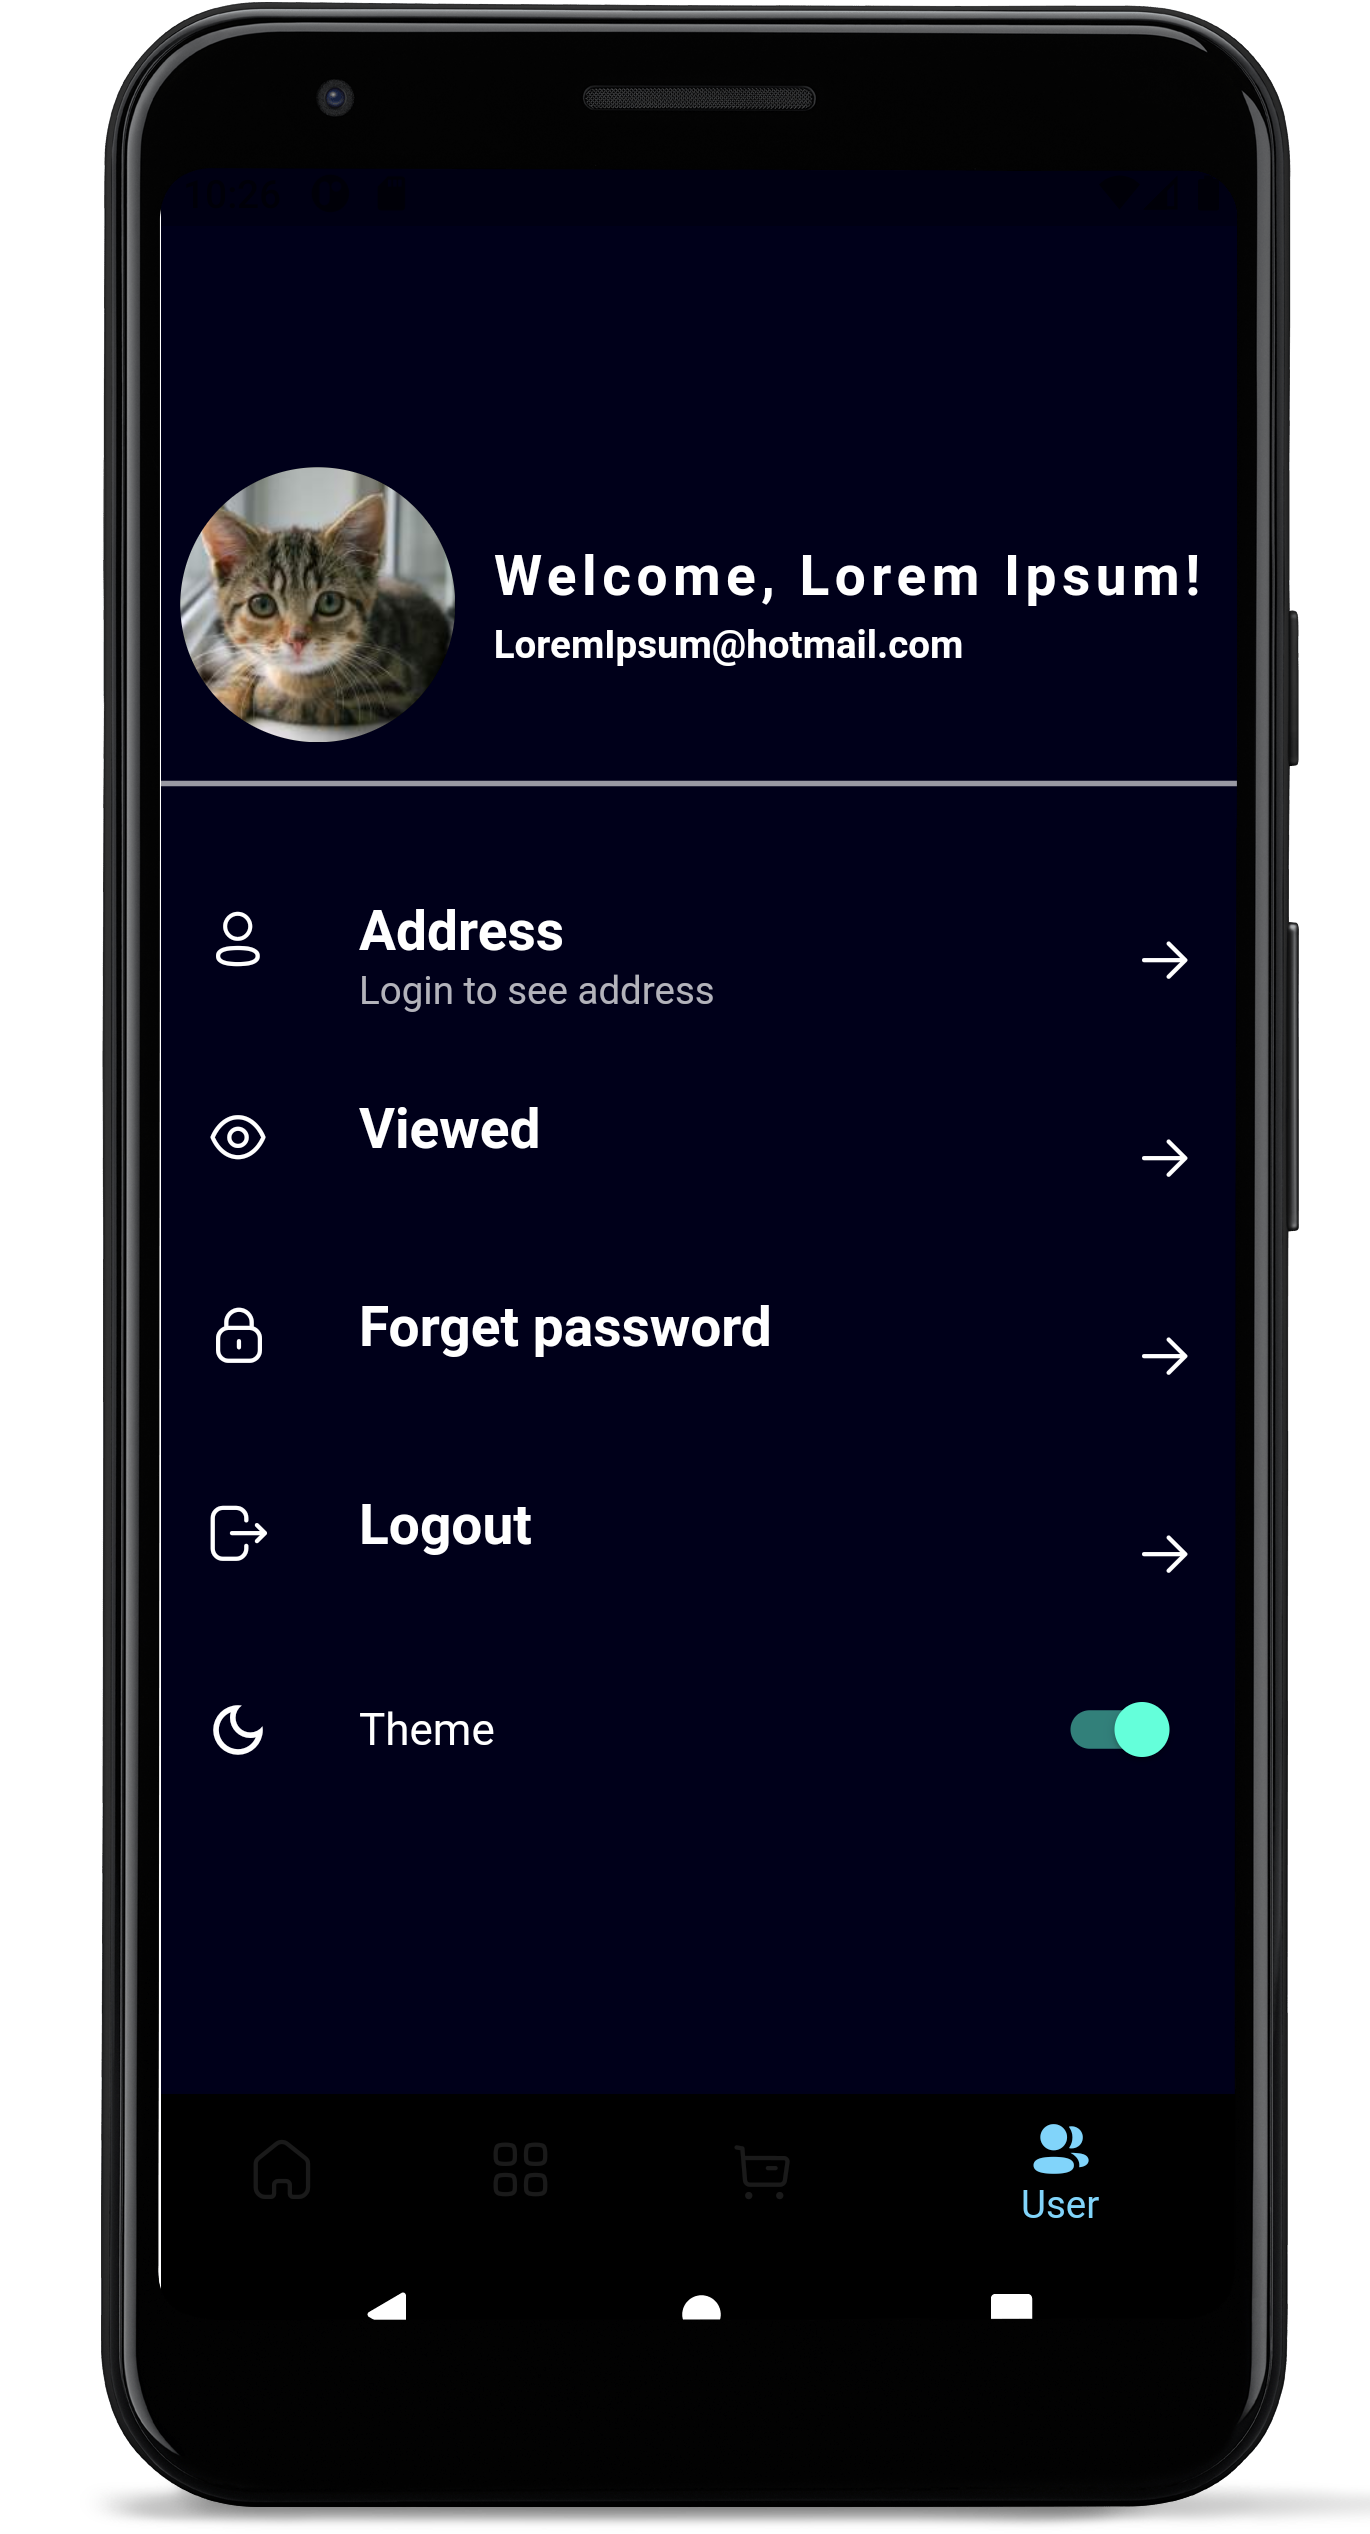 Welcome, Lorem Ipsum!
LoremIpsum@hotmail.com
Address
Login to see address
Viewed
Forget password
Logout
Theme
User